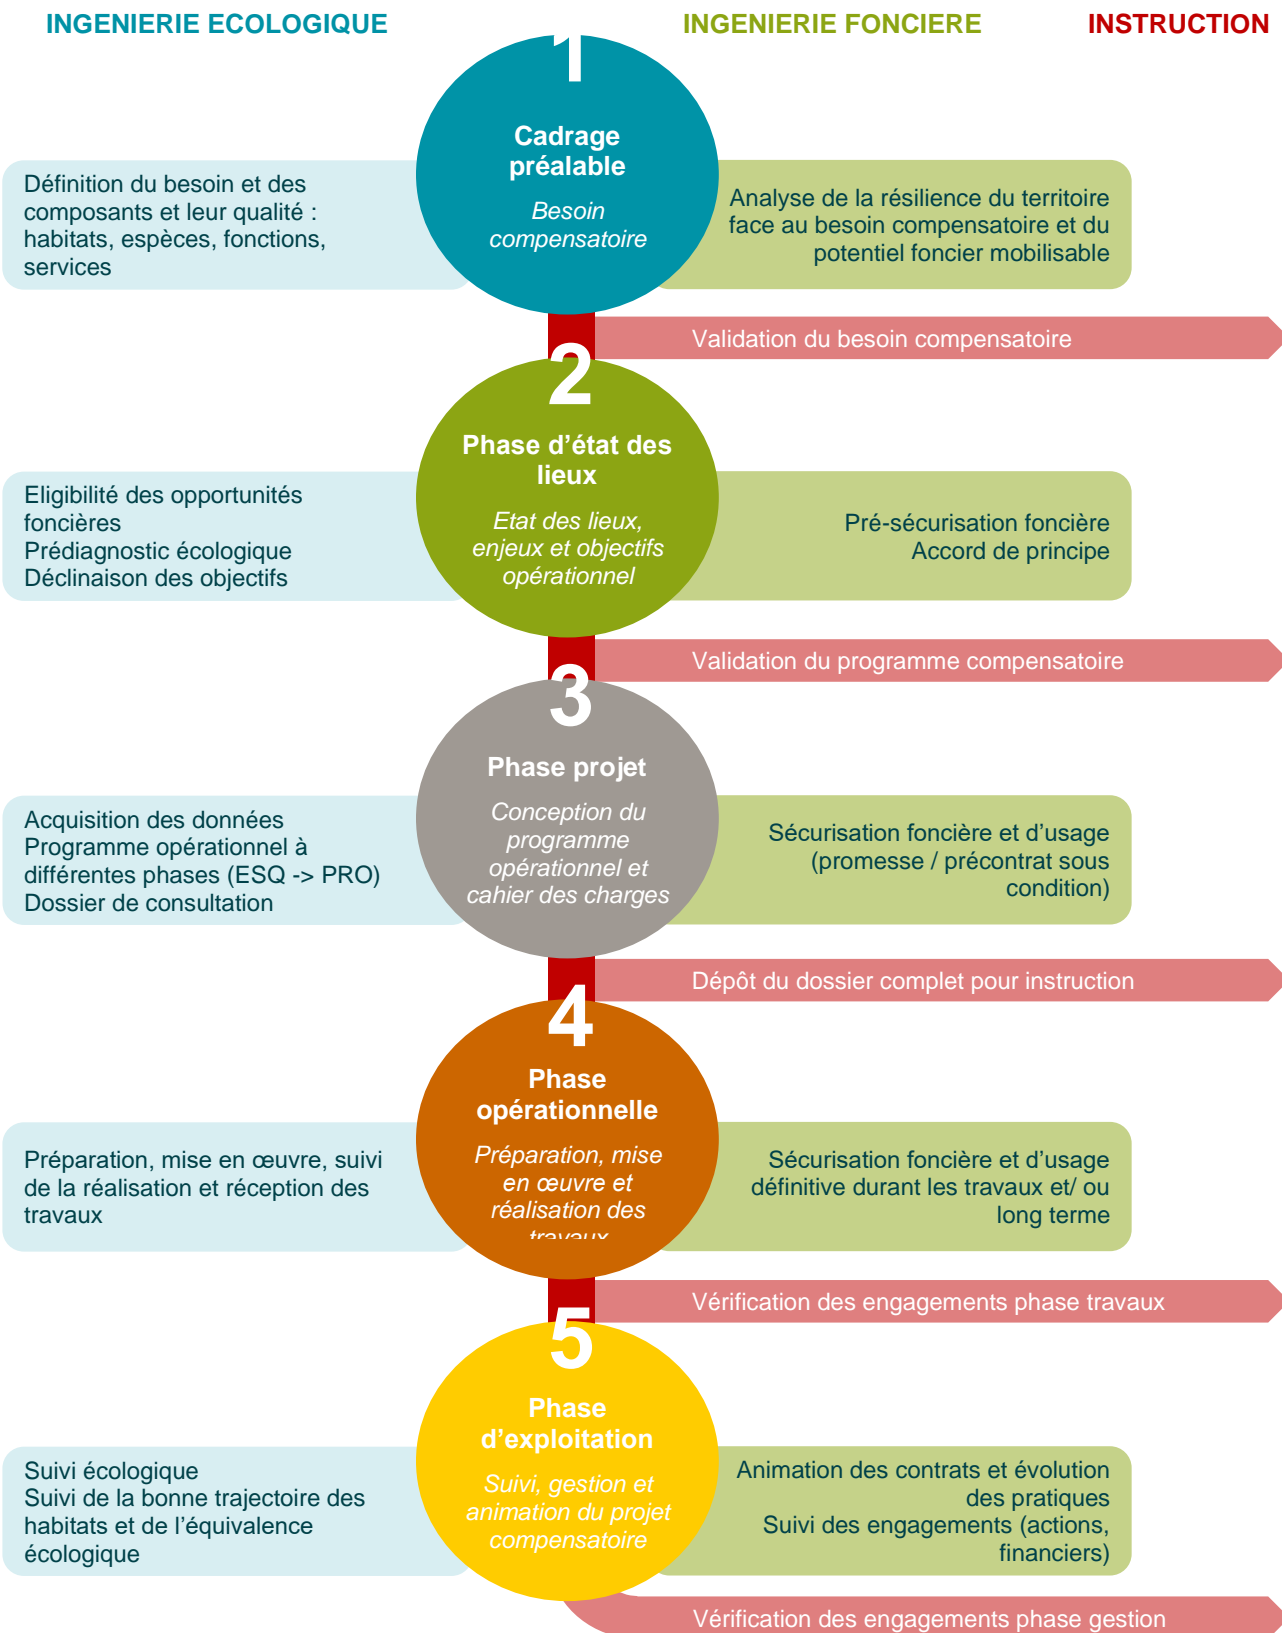 INGENIERIE ECOLOGIQUE
INGENIERIE FONCIERE
INSTRUCTION
1
Cadrage
préalable
Besoin
compensatoire
Définition du besoin et des
composants et leur qualité :
habitats, espèces, fonctions,
services
Analyse de la résilience du territoire
face au besoin compensatoire et du
potentiel foncier mobilisable
Validation du besoin compensatoire
2
Phase d’état des
lieux
Etat des lieux,
enjeux et objectifs
opérationnel
Eligibilité des opportunités
foncières
Prédiagnostic écologique
Déclinaison des objectifs
Pré-sécurisation foncière
Accord de principe
Validation du programme compensatoire
3
Phase projet
Conception du
programme
opérationnel et
cahier des charges
Acquisition des données
Programme opérationnel à
différentes phases (ESQ -> PRO)
Dossier de consultation
Sécurisation foncière et d’usage
(promesse / précontrat sous
condition)
Dépôt du dossier complet pour instruction
4
Phase
opérationnelle
Préparation, mise
en œuvre et
réalisation des
travaux
Préparation, mise en œuvre, suivi
de la réalisation et réception des
travaux
Sécurisation foncière et d’usage
définitive durant les travaux et/ ou
long terme
Vérification des engagements phase travaux
5
Phase
d’exploitation
Suivi, gestion et
animation du projet
compensatoire
Suivi écologique
Suivi de la bonne trajectoire des
habitats et de l’équivalence
écologique
Animation des contrats et évolution
des pratiques
Suivi des engagements (actions,
financiers)
Vérification des engagements phase gestion